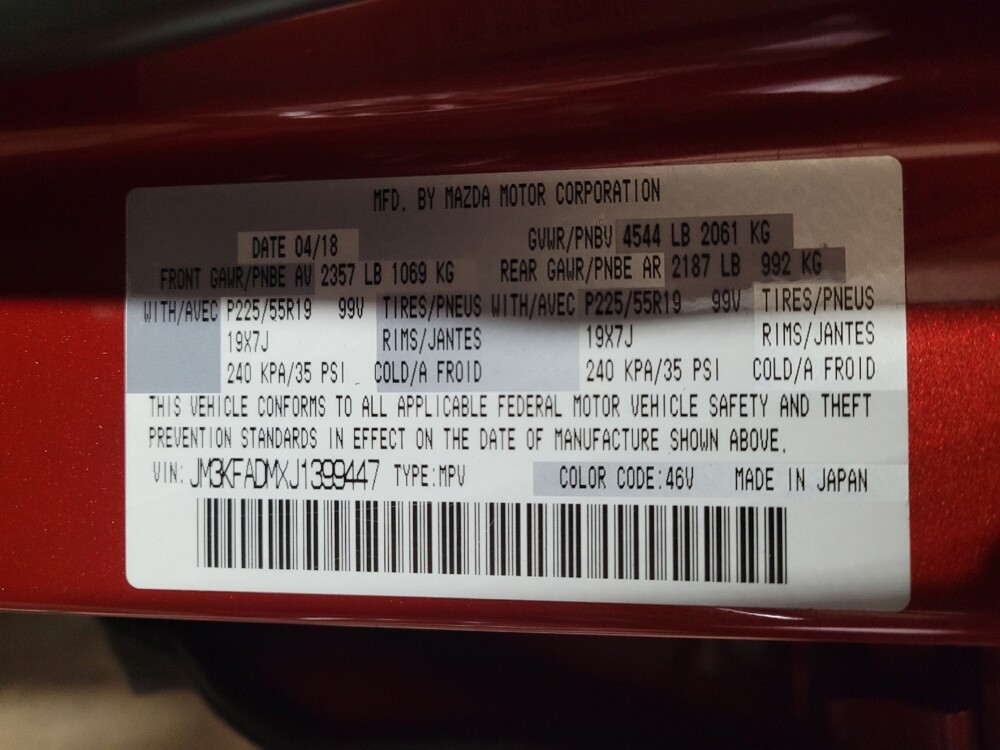 MFD. BY MAZDA MOTOR CORPORATION
DATE 04/18 GVWR/PNBV 4544 LB 2061 KG
FRONT GAWR/PNBE AV 2357 LB 1069 KG REAR GAWR/PNBE AR 2187 LB 992 KG
WITH/AVEC P225/55R19 99V TIRES/PNEUS WITH/AVEC P225/55R19 99V TIRES/PNEUS
19X7J RIMS/JANTES 19X7J RIMS/JANTES
240 KPA/35 PSI COLD/A FROID 240 KPA/35 PSI COLD/A FROID
THIS VEHICLE CONFORMS TO ALL APPLICABLE FEDERAL MOTOR VEHICLE SAFETY AND THEFT
PREVENTION STANDARDS IN EFFECT ON THE DATE OF MANUFACTURE SHOWN ABOVE.
VIN: JM3KFADMXJ1399447 TYPE:MPV COLOR CODE:46V MADE IN JAPAN